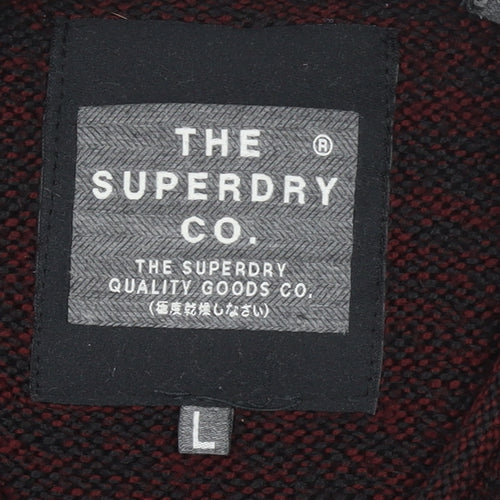 THE ®
SUPERDRY
CO.
THE SUPERDRY
QUALITY GOODS CO.
(極度乾燥しなさい)
L